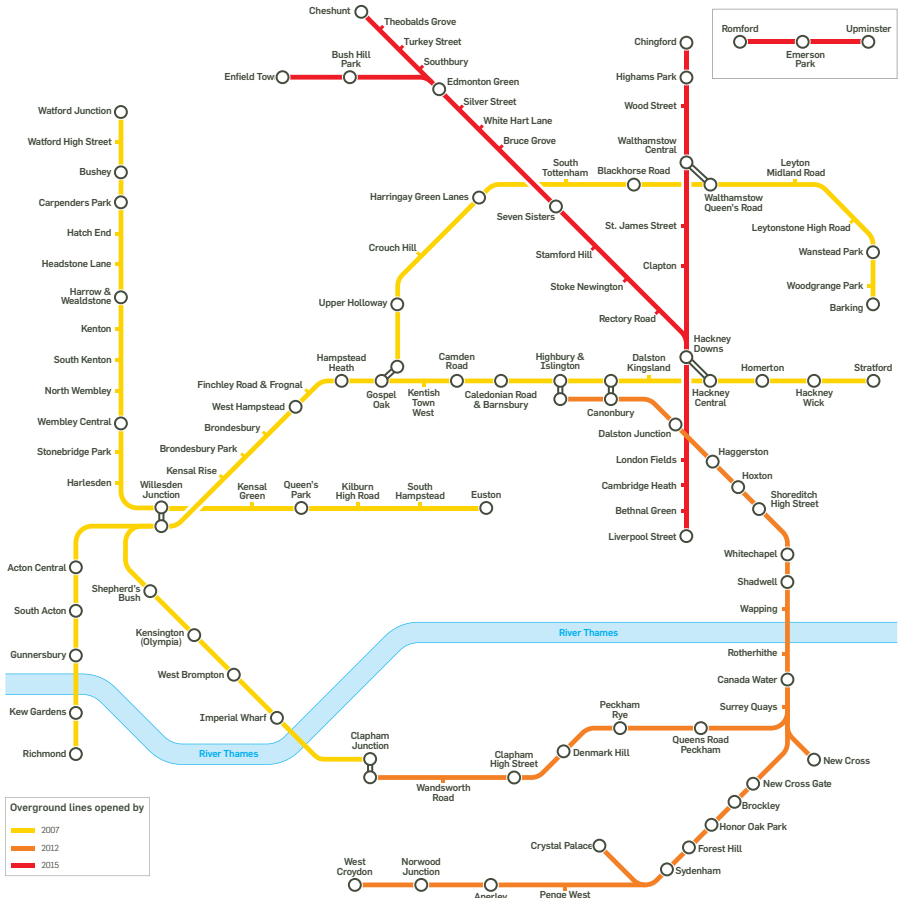 Cheshunt
Theobalds Grove
Turkey Street
Southbury
Enfield Tow
Bush Hill
Park
Edmonton Green
Silver Street
White Hart Lane
Bruce Grove
Chingford
Highams Park
Wood Street
Walthamstow
Central
Romford
Emerson
Park
Upminster
Watford Junction
Watford High Street
Bushey
Carpenders Park
Hatch End
Headstone Lane
Harrow &
Wealdstone
Kenton
South Kenton
North Wembley
Wembley Central
Stonebridge Park
Harlesden
Willesden
Junction
Harringay Green Lanes
South
Tottenham
Blackhorse Road
Walthamstow
Queen's Road
Leyton
Midland Road
Leytonstone High Road
Wanstead Park
Woodgrange Park
Barking
Seven Sisters
Stamford Hill
Stoke Newington
Rectory Road
St. James Street
Clapton
Hackney
Downs
Crouch Hill
Upper Holloway
Hampstead
Heath
Finchley Road & Frognal
West Hampstead
Brondesbury
Brondesbury Park
Kensal Rise
Gospel
Oak
Kentish
Town
West
Camden
Road
Caledonian Road
& Barnsbury
Highbury &
Islington
Canonbury
Dalston
Kingsland
Hackney
Central
Homerton
Hackney
Wick
Stratford
Kensal
Green
Queen's
Park
Kilburn
High Road
South
Hampstead
Euston
Dalston Junction
London Fields
Cambridge Heath
Bethnal Green
Liverpool Street
Haggerston
Hoxton
Shoreditch
High Street
Whitechapel
Shadwell
Wapping
River Thames
Rotherhithe
Canada Water
Surrey Quays
Acton Central
South Acton
Gunnersbury
Kew Gardens
Richmond
Shepherd's
Bush
Kensington
(Olympia)
West Brompton
Imperial Wharf
River Thames
Clapham
Junction
Wandsworth
Road
Clapham
High Street
Denmark Hill
Peckham
Rye
Queens Road
Peckham
New Cross
New Cross Gate
Brockley
Honor Oak Park
Forest Hill
Sydenham
Crystal Palace
West
Croydon
Norwood
Junction
Anerley
Penge West
Overground lines opened by
2007
2012
2015